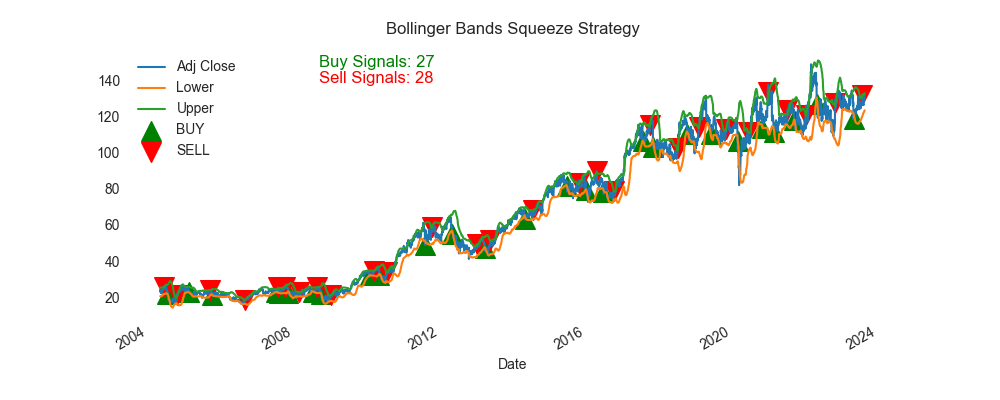 Bollinger Bands Squeeze Strategy
Buy Signals: 27
Sell Signals: 28
Adj Close
Lower
Upper
BUY
SELL
140
120
100
80
60
40
20
2004
2008
2012
2016
2020
2024
Date